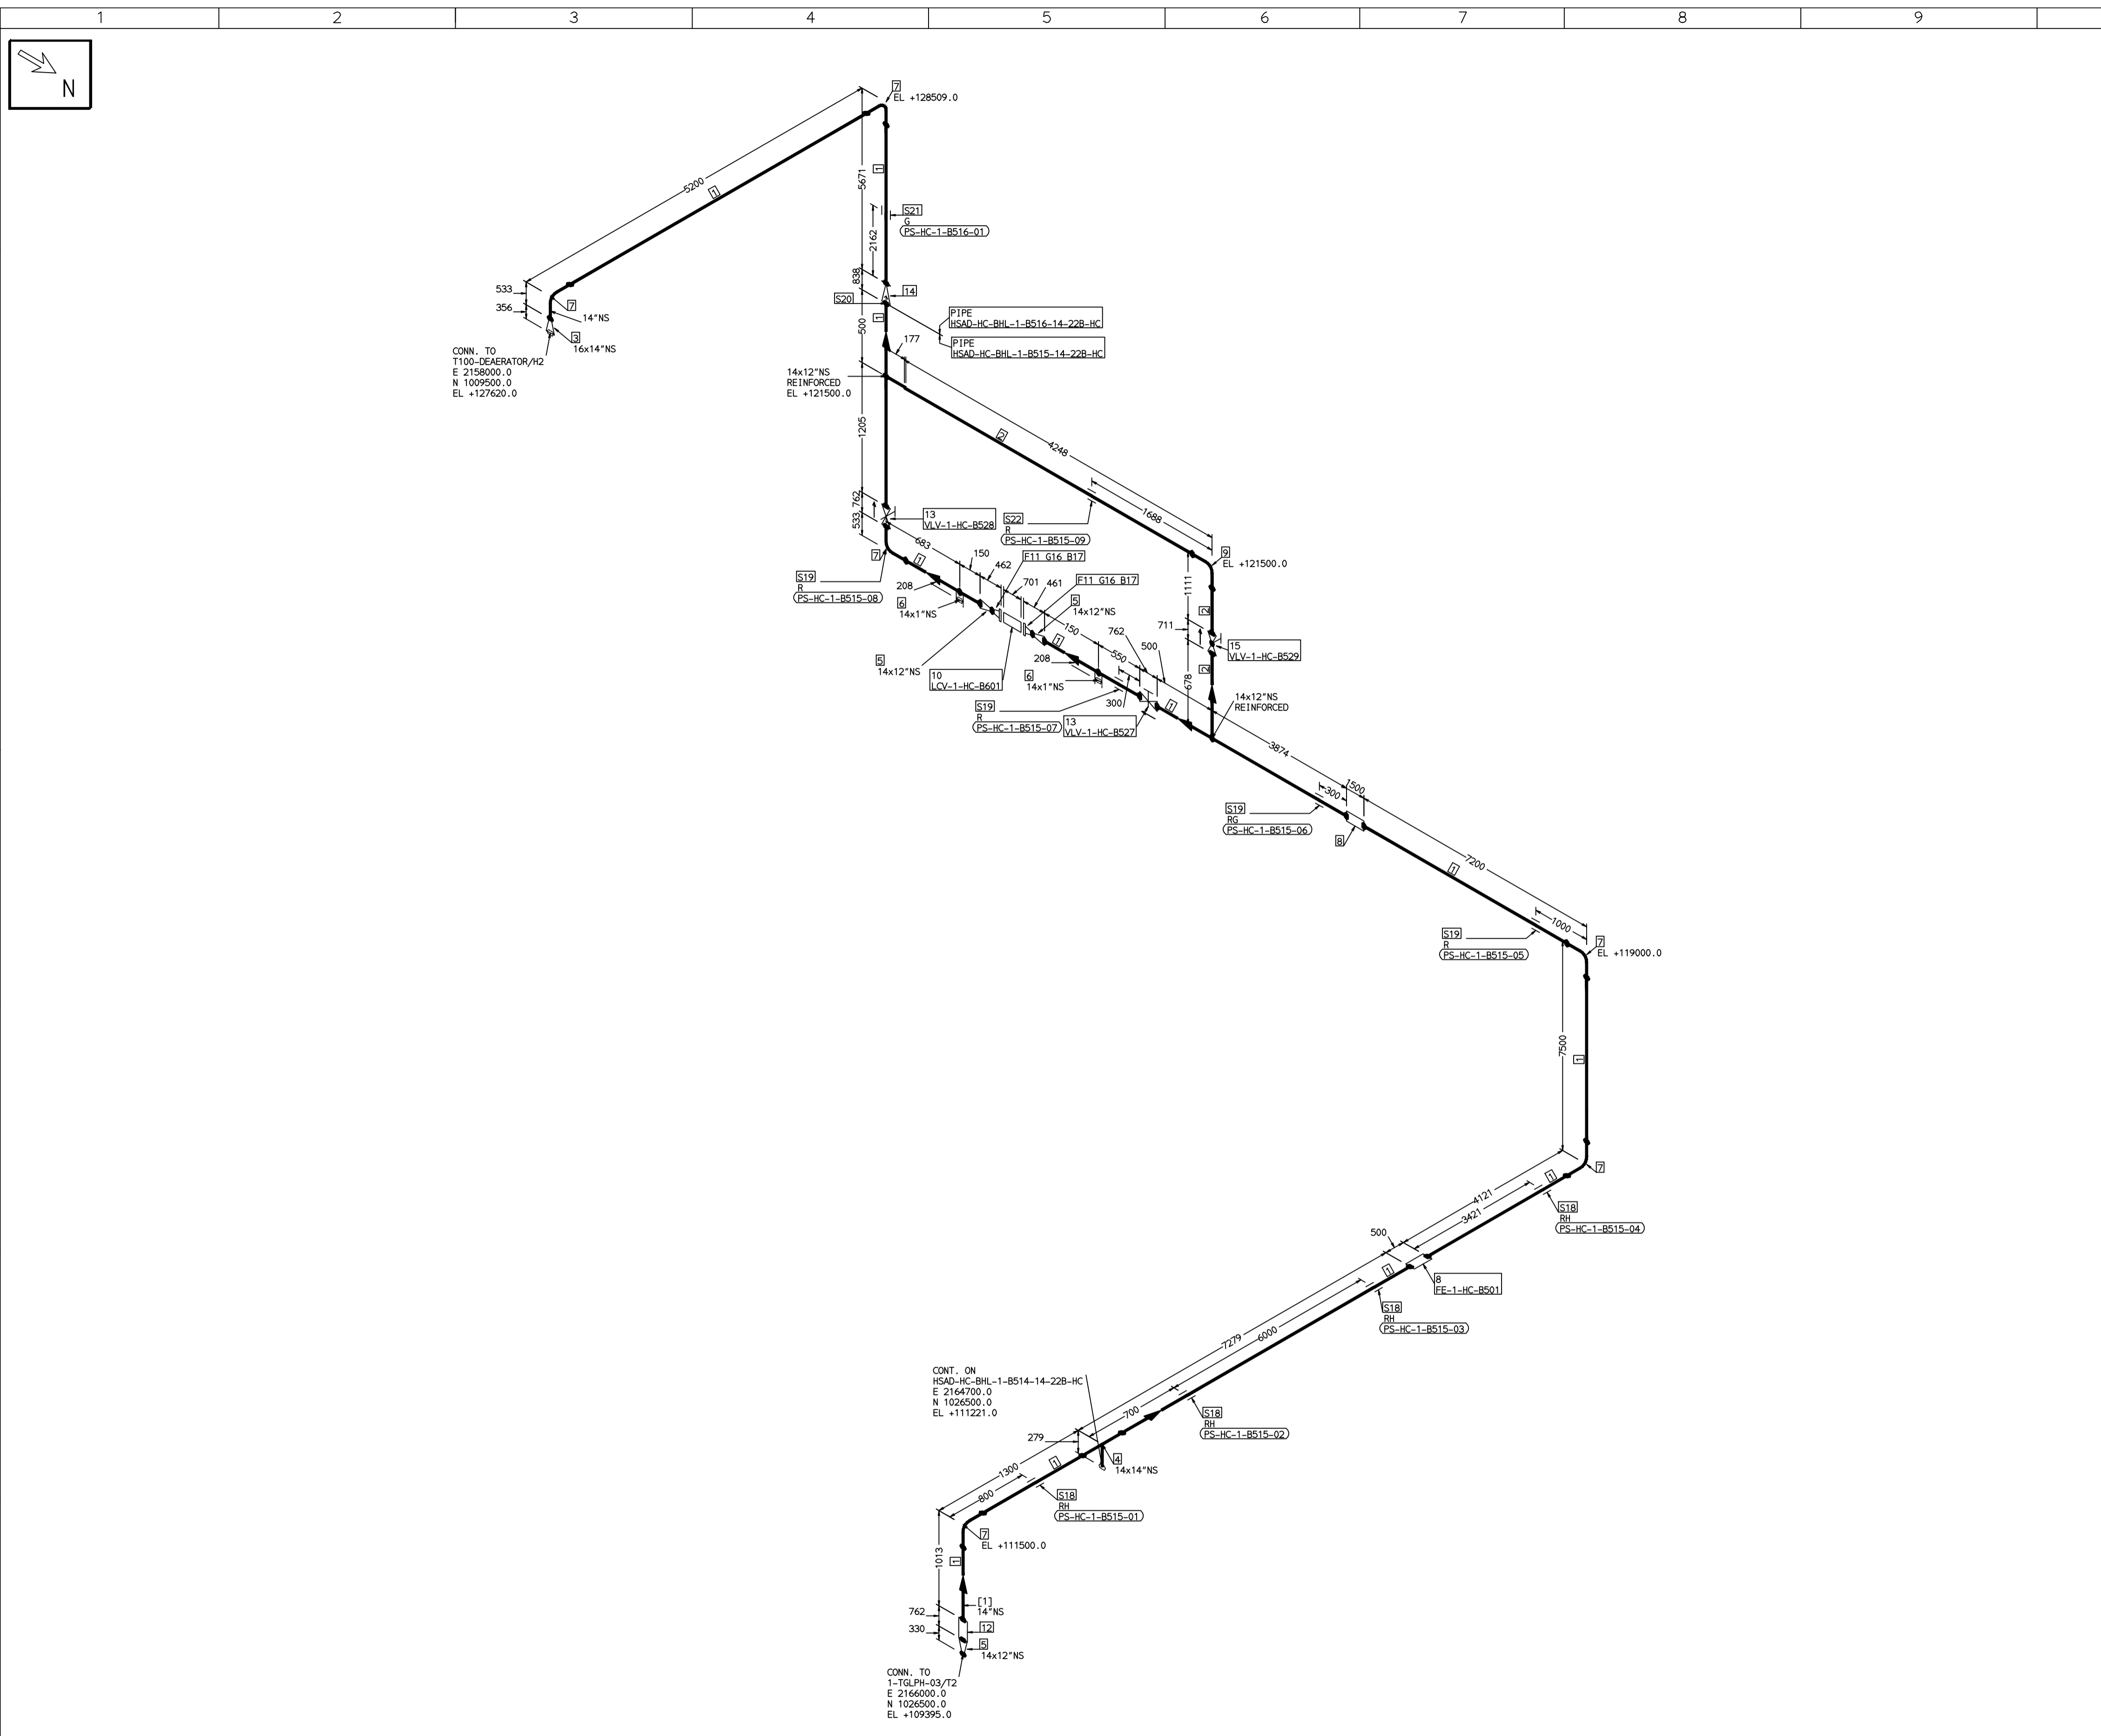 1 2 3 4 5 6 7 8 9
N
7
EL +128509.0
5200
1
5671
1
S21
G
PS-HC-1-B516-01
2162
838
14
S20
1
500
PIPE
HSAD-HC-BHL-1-B516-14-22B-HC
PIPE
HSAD-HC-BHL-1-B515-14-22B-HC
177
533
356
7
14"NS
3
16x14"NS
CONN. TO
T100-DEAERATOR/H2
E 2158000.0
N 1009500.0
EL +127620.0
14x12"NS
REINFORCED
EL +121500.0
1205
2
4248
1688
762
533
13
VLV-1-HC-B528
S22
R
PS-HC-1-B515-09
9
EL +121500.0
7
1
683
150
462
F11 G16 B17
701
461
F11 G16 B17
5
14x12"NS
1111
2
S19
R
PS-HC-1-B515-08
208
6
14x1"NS
1
150
762
500
711
15
VLV-1-HC-B529
2
5
14x12"NS
10
LCV-1-HC-B601
208
6
14x1"NS
550
300
678
1
14x12"NS
REINFORCED
S19
R
PS-HC-1-B515-07
13
VLV-1-HC-B527
3874
1500
300
S19
RG
PS-HC-1-B515-06
8
7200
1
1000
S19
R
PS-HC-1-B515-05
7
EL +119000.0
7500
1
7
1
4121
3421
S18
RH
PS-HC-1-B515-04
500
1
8
FE-1-HC-B501
S18
RH
PS-HC-1-B515-03
7279
6000
CONT. ON
HSAD-HC-BHL-1-B514-14-22B-HC
E 2164700.0
N 1026500.0
EL +111221.0
700
S18
RH
PS-HC-1-B515-02
279
4
14x14"NS
1300
1
800
S18
RH
PS-HC-1-B515-01
7
EL +111500.0
1013
1
[1]
14"NS
762
12
330
5
14x12"NS
CONN. TO
1-TGLPH-03/T2
E 2166000.0
N 1026500.0
EL +109395.0